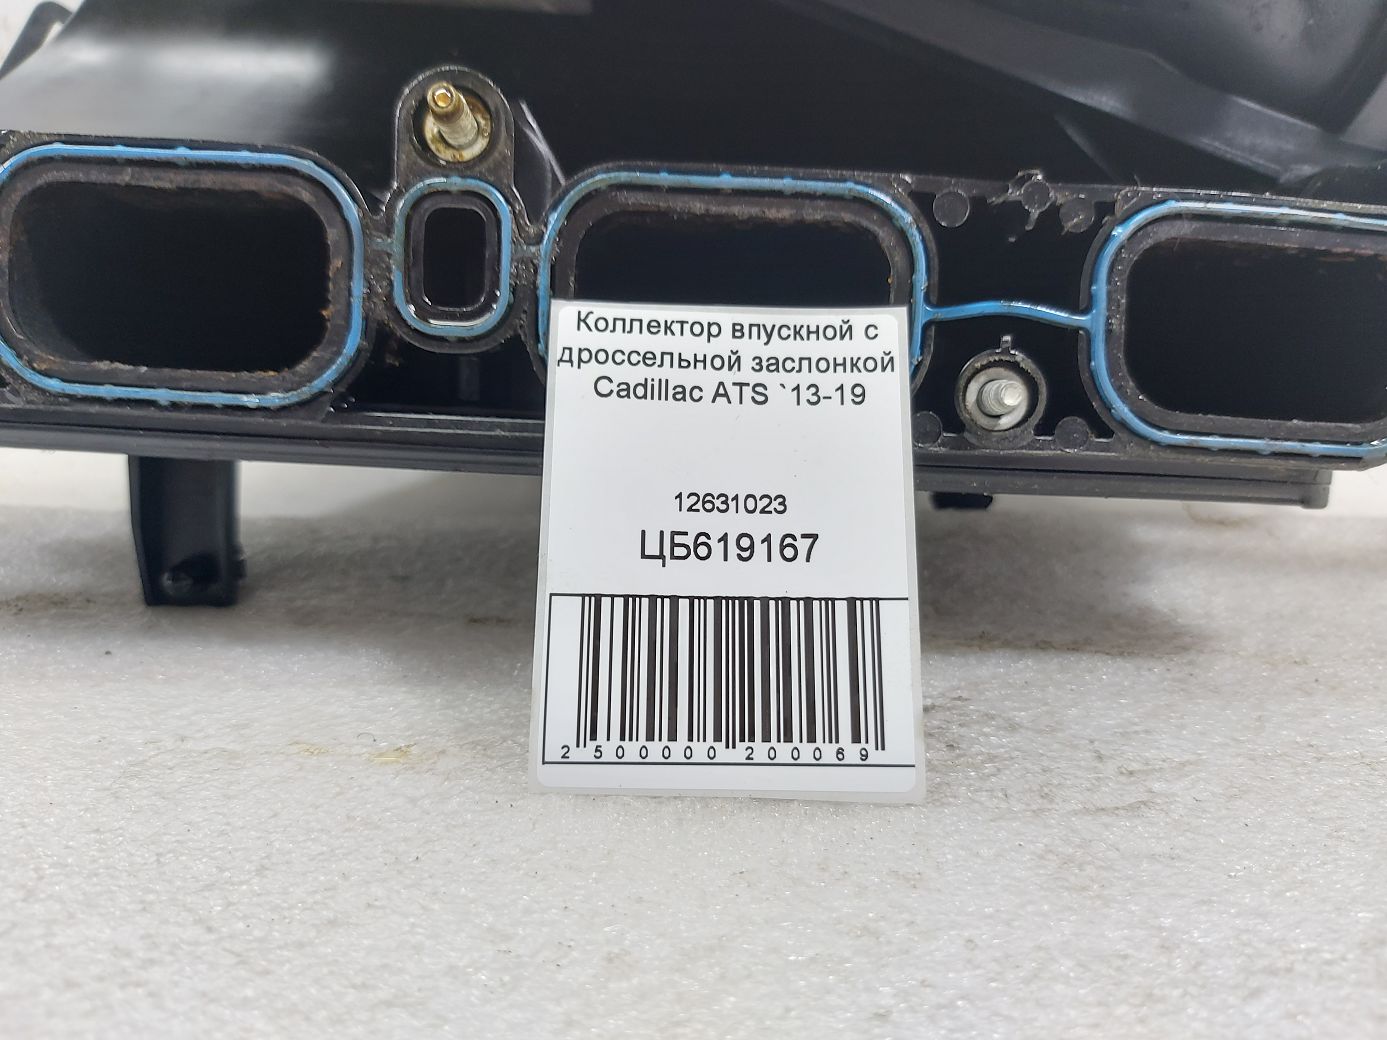 Коллектор впускной с
дроссельной заслонкой
Cadillac ATS `13-19
12631023
ЦБ619167
2 500000 200069